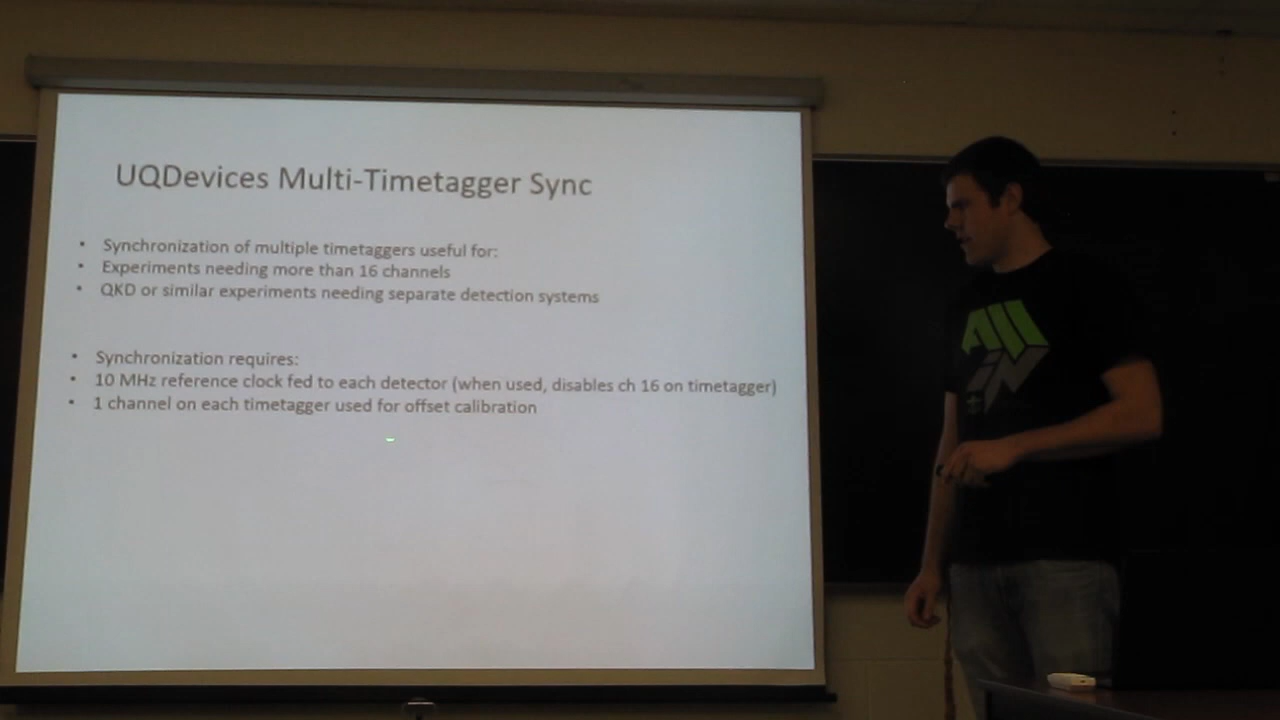 UQDevices Multi-Timetagger Sync
• Synchronization of multiple timetaggers useful for:
• Experiments needing more than 16 channels
• QKD or similar experiments needing separate detection systems
• Synchronization requires:
• 10 MHz reference clock fed to each detector (when used, disables ch 16 on timetagger)
• 1 channel on each timetagger used for offset calibration
All
iN